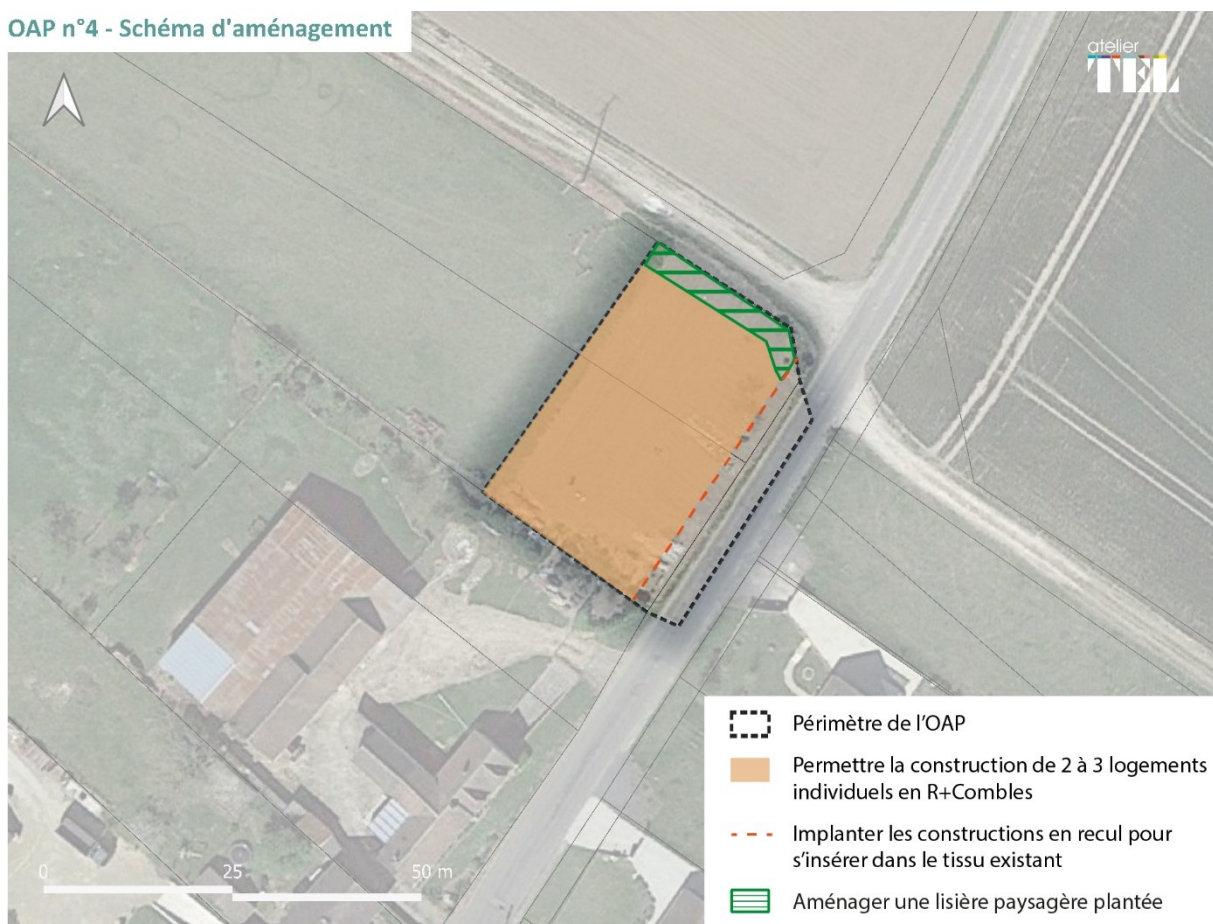 OAP n°4 - Schéma d'aménagement
atelier
TEL
0 25 50 m
Périmètre de l'OAP
Permettre la construction de 2 à 3 logements
individuels en R+Combles
Implanter les constructions en recul pour
s'insérer dans le tissu existant
Aménager une lisière paysagère plantée